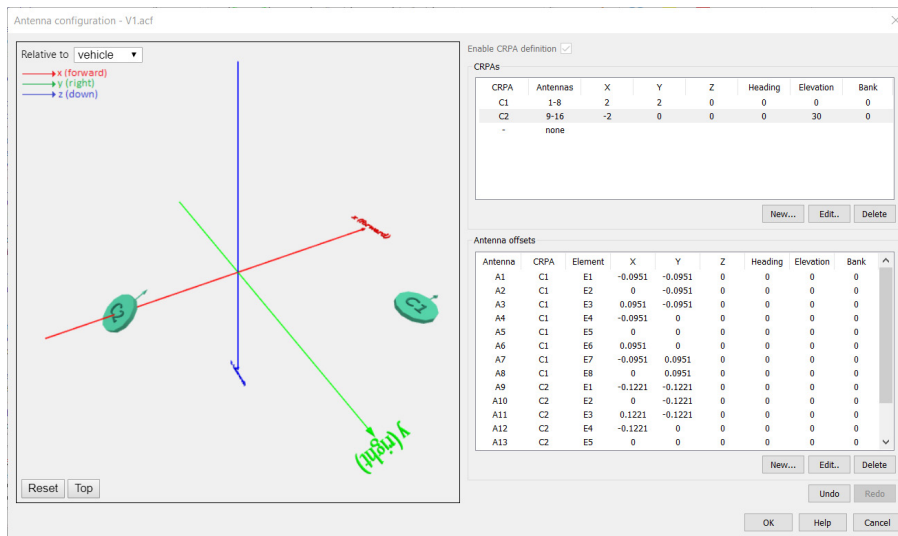 Antenna configuration - V1.acf
Relative to vehicle
x (forward)
y (right)
z (down)
C2
C1
y(right)
Reset Top
Enable CRPA definition
CRPAs
CRPA Antennas X Y Z Heading Elevation Bank
C1 1-8 2 2 0 0 0 0
C2 9-16 -2 0 0 0 30 0
- none
New... Edit.. Delete
Antenna offsets
Antenna CRPA Element X Y Z Heading Elevation Bank
A1 C1 E1 -0.0951 -0.0951 0 0 0 0
A2 C1 E2 0 -0.0951 0 0 0 0
A3 C1 E3 0.0951 -0.0951 0 0 0 0
A4 C1 E4 -0.0951 0 0 0 0 0
A5 C1 E5 0 0 0 0 0 0
A6 C1 E6 0.0951 0 0 0 0 0
A7 C1 E7 -0.0951 0.0951 0 0 0 0
A8 C1 E8 0 0.0951 0 0 0 0
A9 C2 E1 -0.1221 -0.1221 0 0 0 0
A10 C2 E2 0 -0.1221 0 0 0 0
A11 C2 E3 0.1221 -0.1221 0 0 0 0
A12 C2 E4 -0.1221 0 0 0 0 0
A13 C2 E5 0 0 0 0 0 0
New... Edit.. Delete
Undo Redo
OK Help Cancel